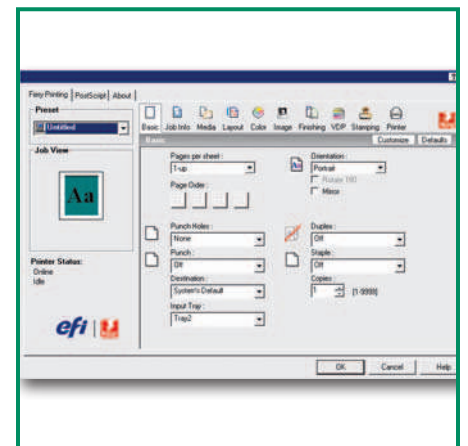 Fiery Printing PostScript About
Preset
Untitled
Basic Job Info Media Layout Color Image Finishing VDP Stamping Printer
Basic Customize Defaults
Job View
Aa
Pages per sheet :
1-up
Orientation :
Portrait
Rotate 180
Mirror
Page Order :
Punch Holes :
None
Duplex :
Off
Punch :
Off
Staple :
Off
Printer Status:
Online
Idle
Destination :
System's Default
Copies :
1 [1-9999]
Input Tray :
Tray2
efi
OK Cancel Help